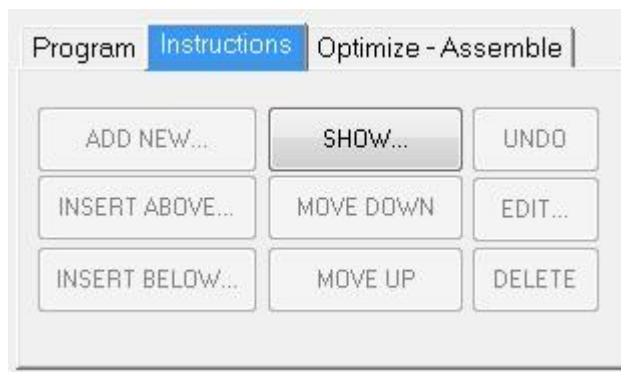 Program Instructions Optimize - Assemble
ADD NEW... SHOW... UNDO
INSERT ABOVE... MOVE DOWN EDIT...
INSERT BELOW... MOVE UP DELETE